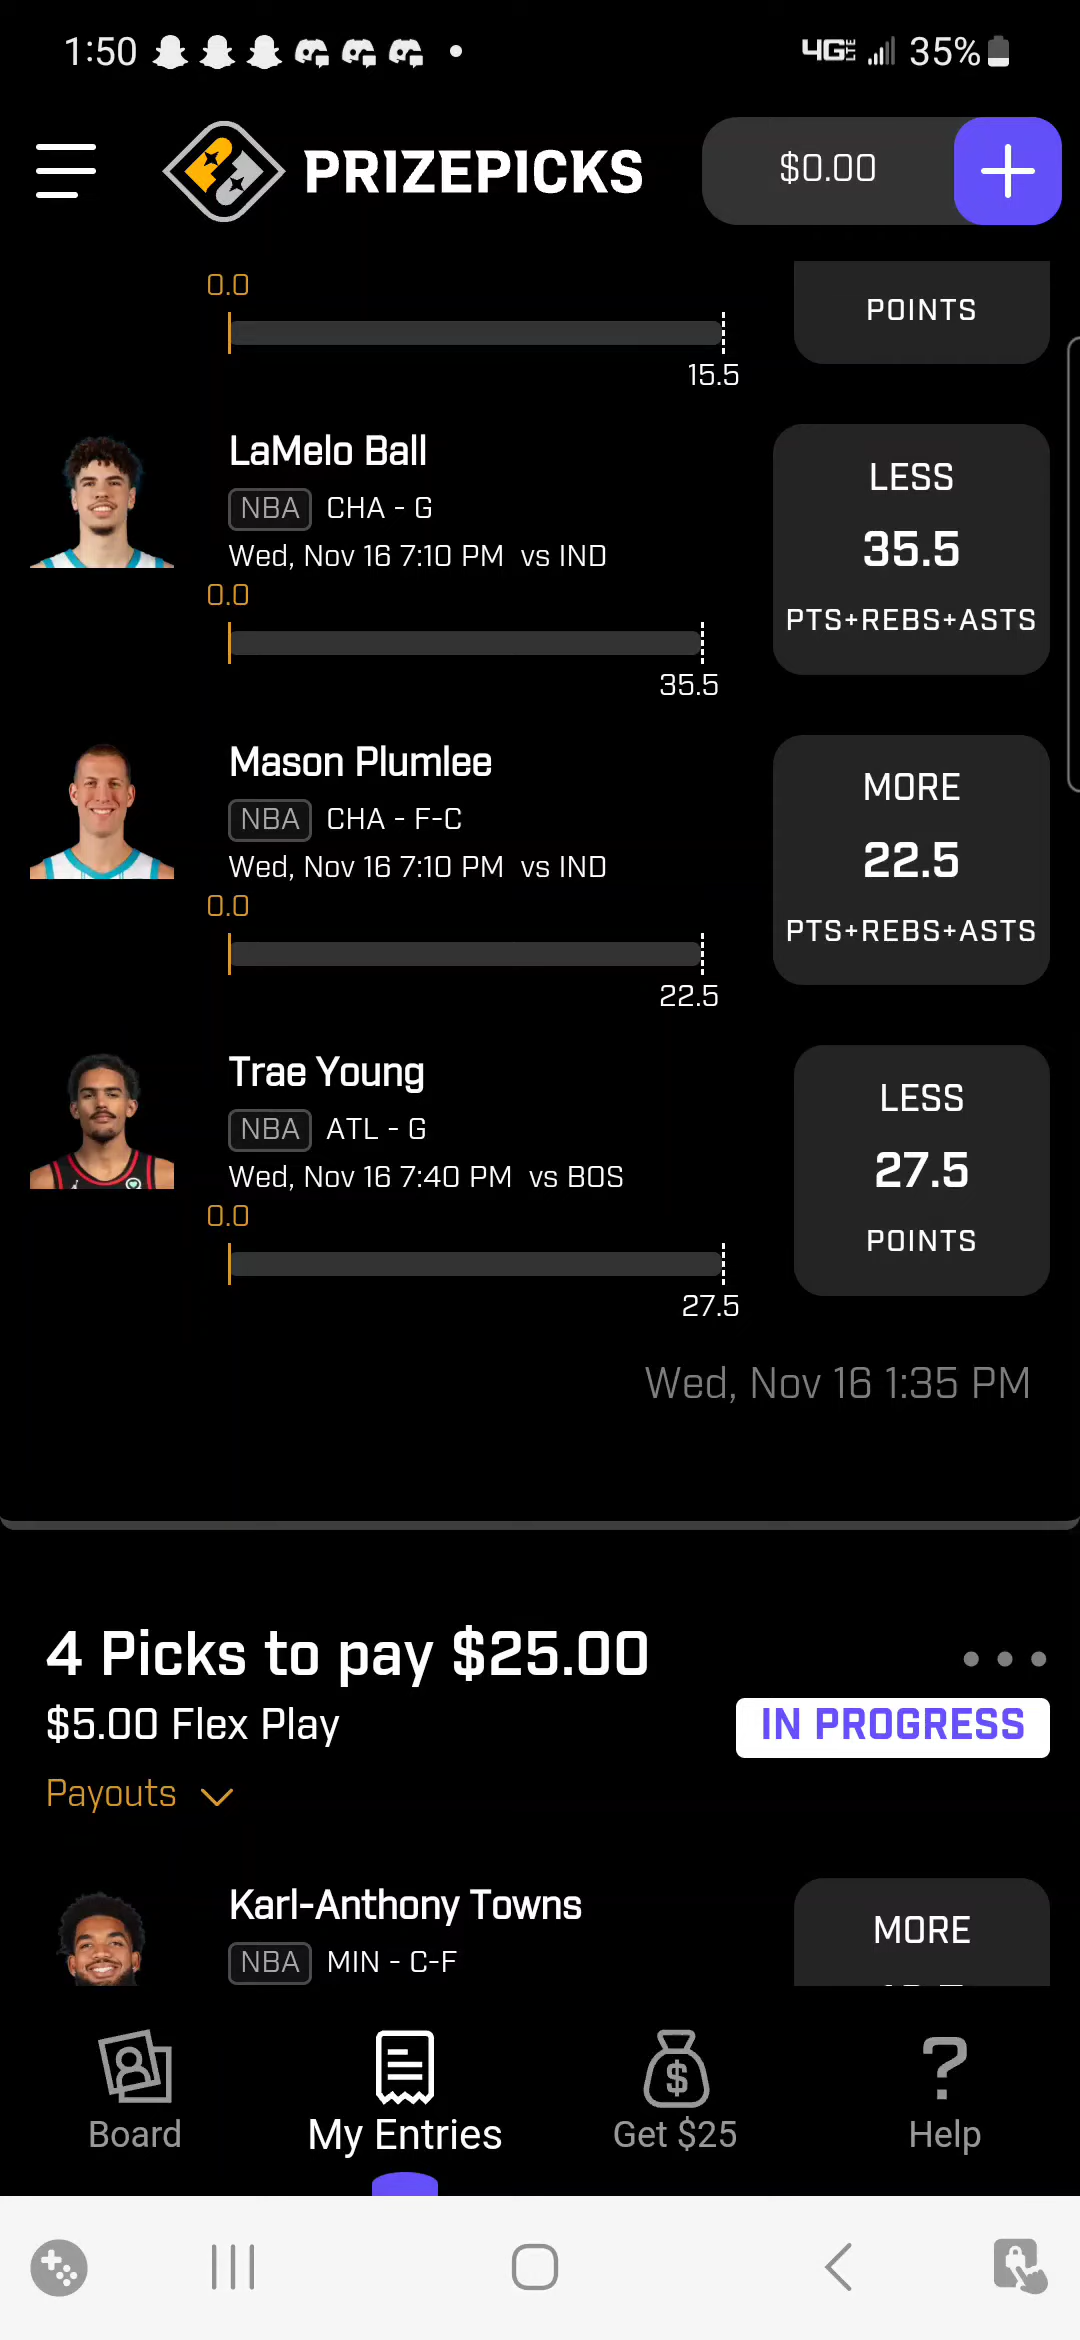 1:50
4G LTE 35%
PRIZEPICKS
$0.00
0.0
POINTS
15.5
LaMelo Ball
NBA CHA - G
Wed, Nov 16 7:10 PM vs IND
0.0
35.5
LESS
35.5
PTS+REBS+ASTS
Mason Plumlee
NBA CHA - F-C
Wed, Nov 16 7:10 PM vs IND
0.0
22.5
MORE
22.5
PTS+REBS+ASTS
Trae Young
NBA ATL - G
Wed, Nov 16 7:40 PM vs BOS
0.0
27.5
LESS
27.5
POINTS
Wed, Nov 16 1:35 PM
4 Picks to pay $25.00
$5.00 Flex Play
IN PROGRESS
Payouts
Karl-Anthony Towns
NBA MIN - C-F
MORE
Board
My Entries
Get $25
Help